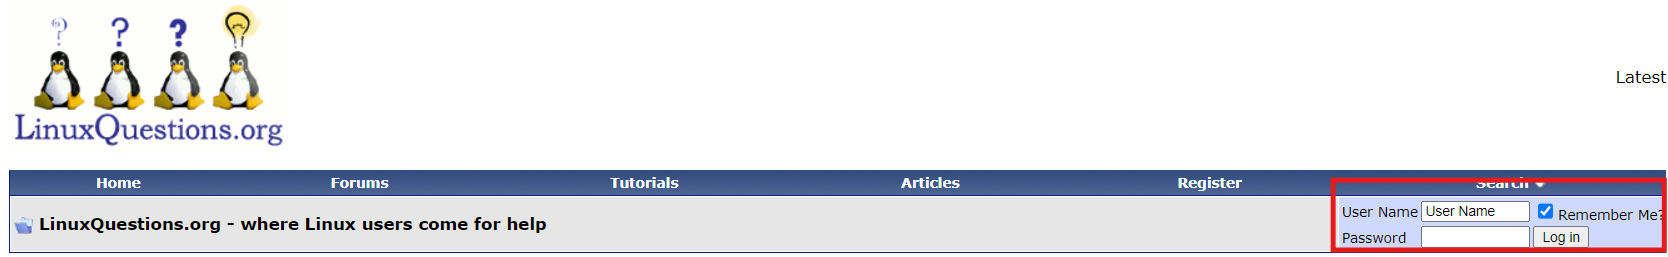 ? ? ?
LinuxQuestions.org
Latest
Home Forums Tutorials Articles Register Search
LinuxQuestions.org - where Linux users come for help
User Name User Name Remember Me?
Password Log in